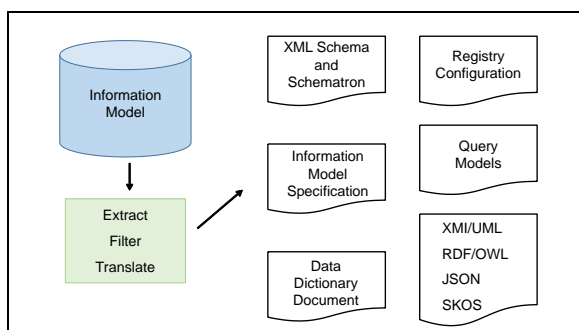 Information
Model
Extract
Filter
Translate
XML Schema
and
Schematron
Information
Model
Specification
Data
Dictionary
Document
Registry
Configuration
Query
Models
XMI/UML
RDF/OWL
JSON
SKOS